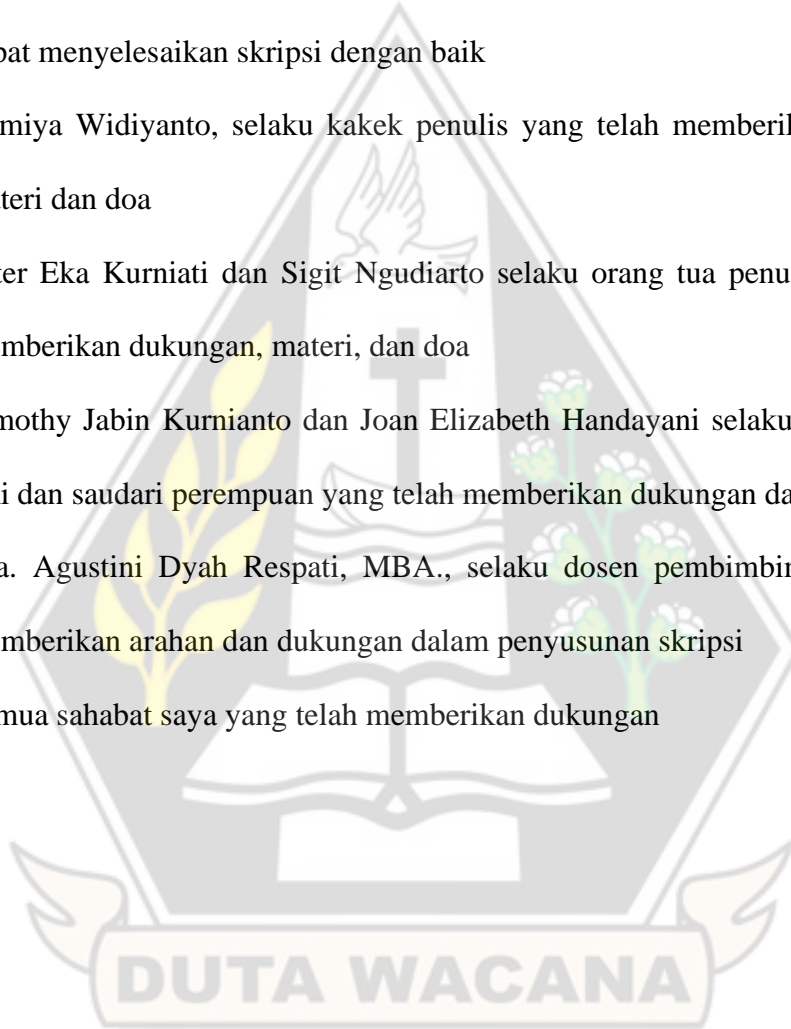 pat menyelesaikan skripsi dengan baik
miya Widiyanto, selaku kakek penulis yang telah memberik
teri dan doa
ter Eka Kurniati dan Sigit Ngudiarto selaku orang tua penu
mberikan dukungan, materi, dan doa
mothy Jabin Kurnianto dan Joan Elizabeth Handayani selaku
i dan saudari perempuan yang telah memberikan dukungan da
a. Agustini Dyah Respati, MBA., selaku dosen pembimbin
mberikan arahan dan dukungan dalam penyusunan skripsi
mua sahabat saya yang telah memberikan dukungan
DUTA WACANA